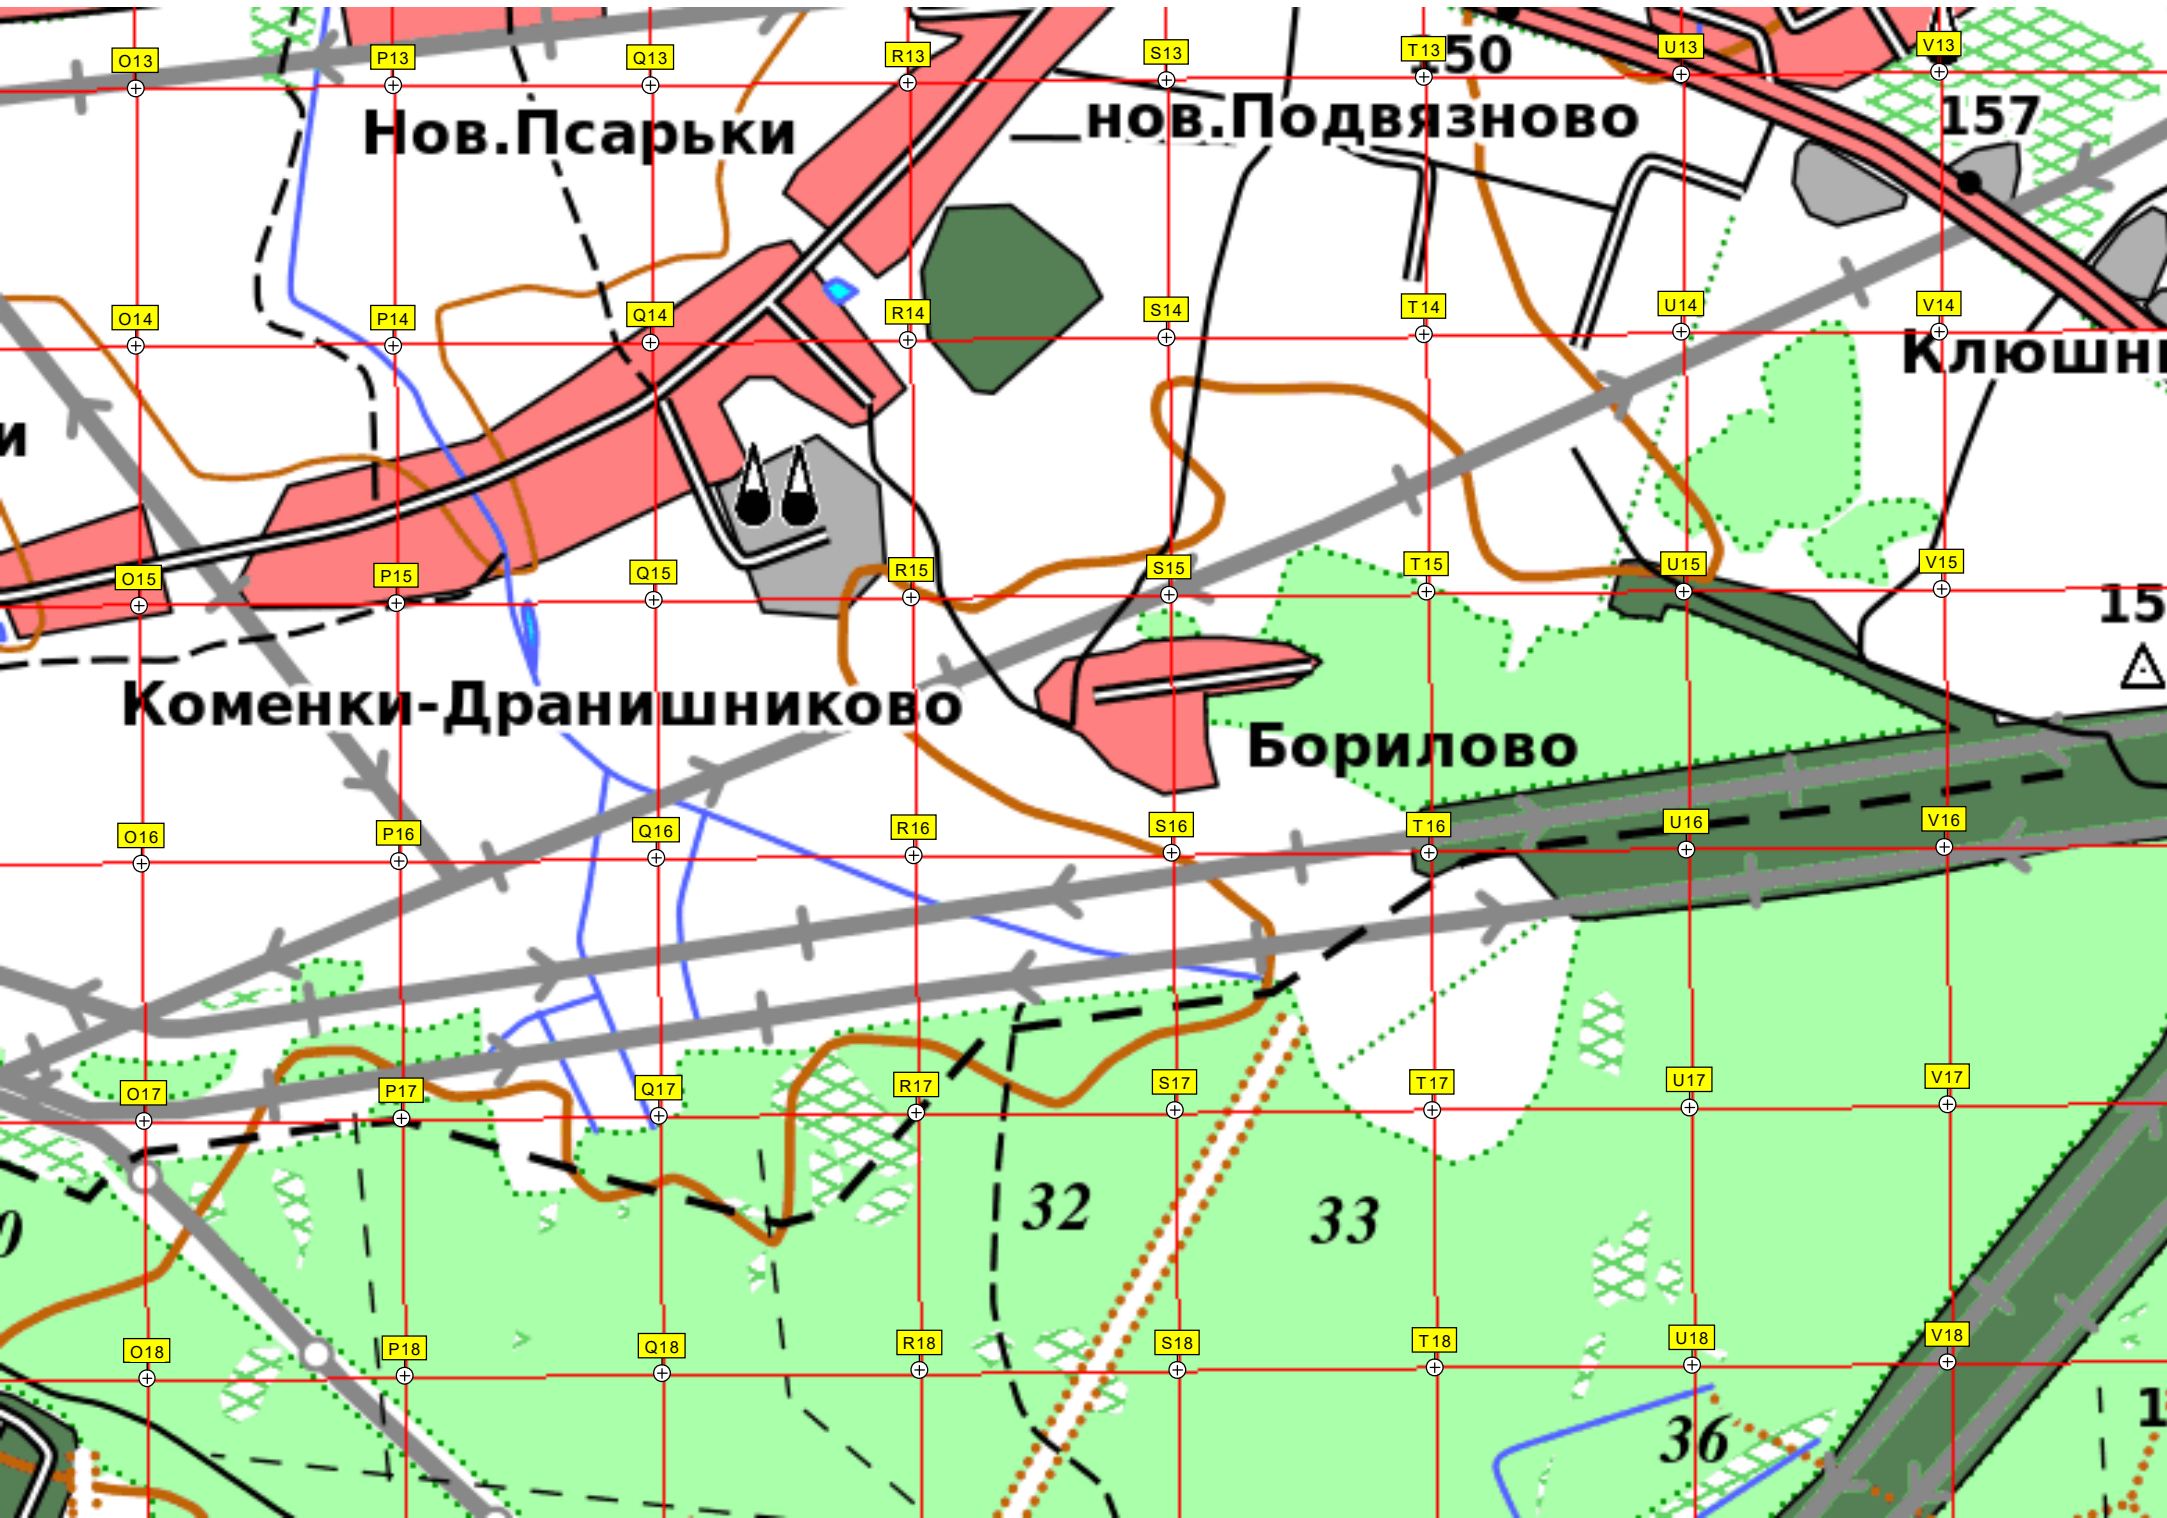 O13 P13 Q13 R13 S13 T13 U13 V13
Нов.Псарьки
нов.Подвязново
157
O14 P14 Q14 R14 S14 T14 U14 V14
O15 P15 Q15 R15 S15 T15 U15 V15
Коменки-Дранишниково
Борилово
O16 P16 Q16 R16 S16 T16 U16 V16
O17 P17 Q17 R17 S17 T17 U17 V17
32
33
O18 P18 Q18 R18 S18 T18 U18 V18
36